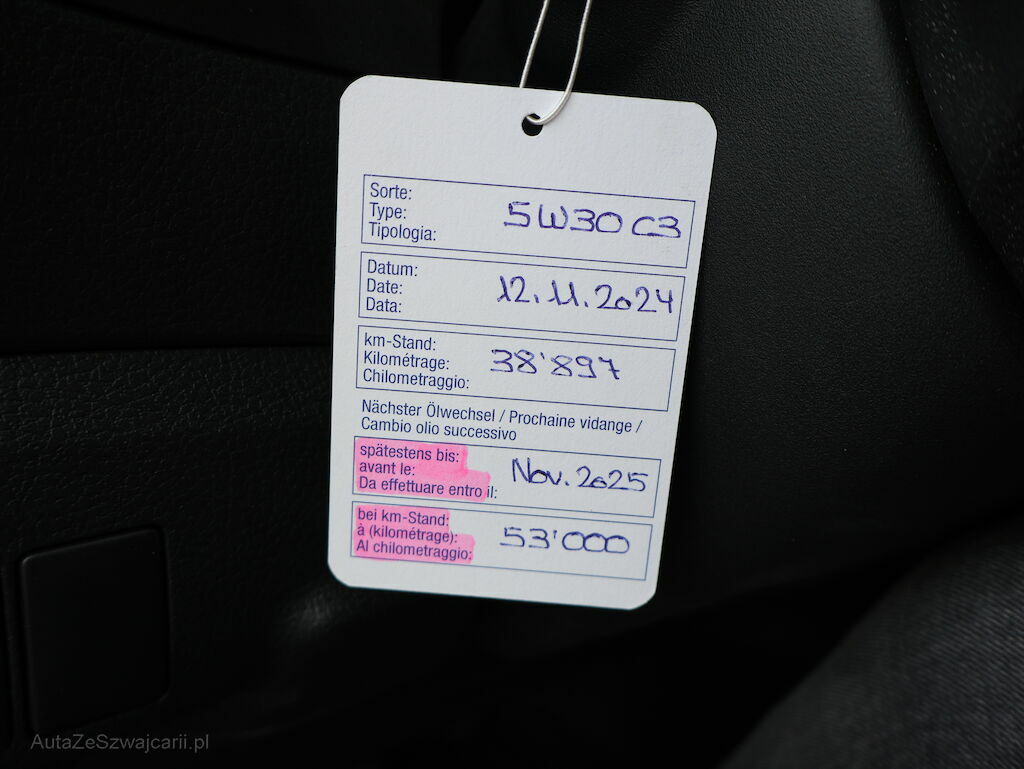 Sorte:
Type:
Tipologia:
5W30 C3
Datum:
Date:
Data:
12.11.2024
km-Stand:
Kilométrage:
Chilometraggio:
38'897
Nächster Ölwechsel / Prochaine vidange /
Cambio olio successivo
spätestens bis:
avant le:
Da effettuare entro il:
Nov. 2025
bei km-Stand:
à (kilométrage):
Al chilometraggio:
53'000
AutaZeSzwajcarii.pl